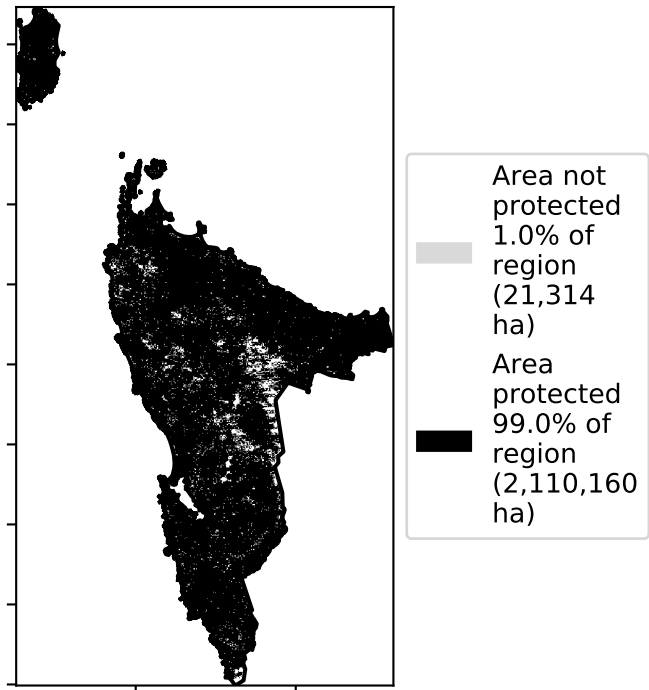 Area not
protected
1.0% of
region
(21,314
ha)
Area
protected
99.0% of
region
(2,110,160
ha)